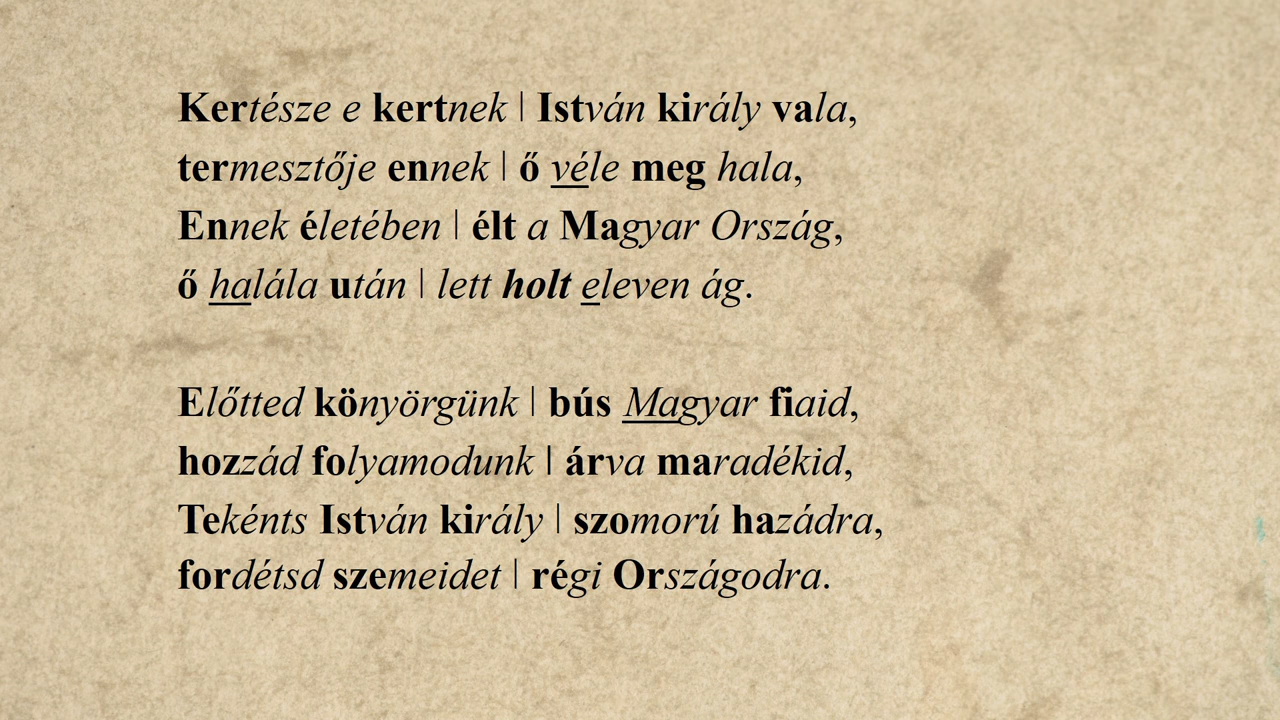 Kertésze e kertnek | István király vala,
termesztője ennek | ő véle meg hala,
Ennek életében | élt a Magyar Ország,
ő halála után | lett holt eleven ág.
Előtted könyörgünk | bús Magyar fiaid,
hozzád folyamodunk | árva maradékid,
Tekénts István király | szomorú hazádra,
fordétsd szemeidet | régi Országodra.